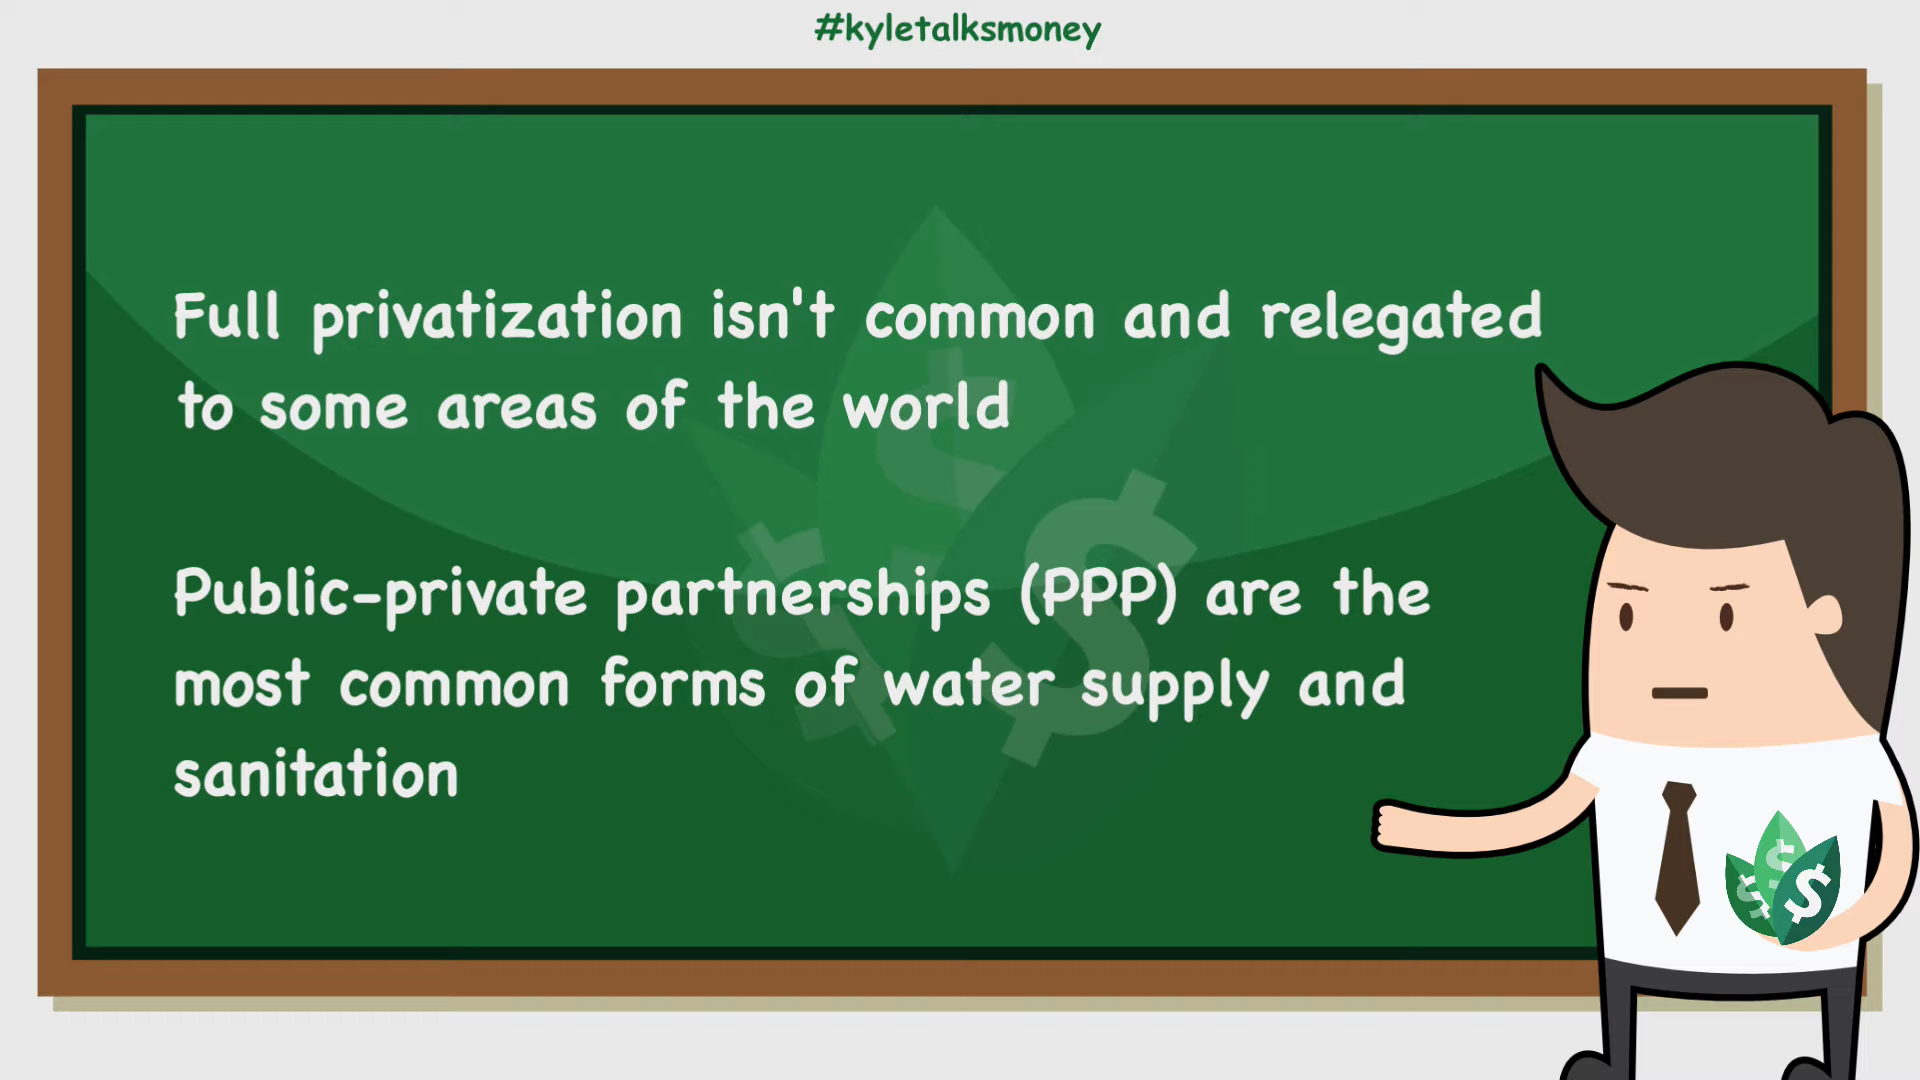 #kyletalksmoney
Full privatization isn't common and relegated
to some areas of the world
Public-private partnerships (PPP) are the
most common forms of water supply and
sanitation